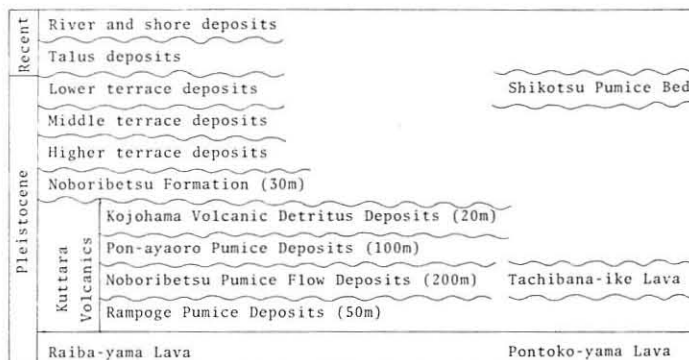 Recent
River and shore deposits
Talus deposits
Pleistocene
Lower terrace deposits Shikotsu Pumice Bed
Middle terrace deposits
Higher terrace deposits
Noboribetsu Formation (30m)
Kuttara
Volcanics
Kojohama Volcanic Detritus Deposits (20m)
Pon-ayaoro Pumice Deposits (100m)
Noboribetsu Pumice Flow Deposits (200m) Tachibana-ike Lava
Rampoge Pumice Deposits (50m)
Raiba-yama Lava Pontoko-yama Lava